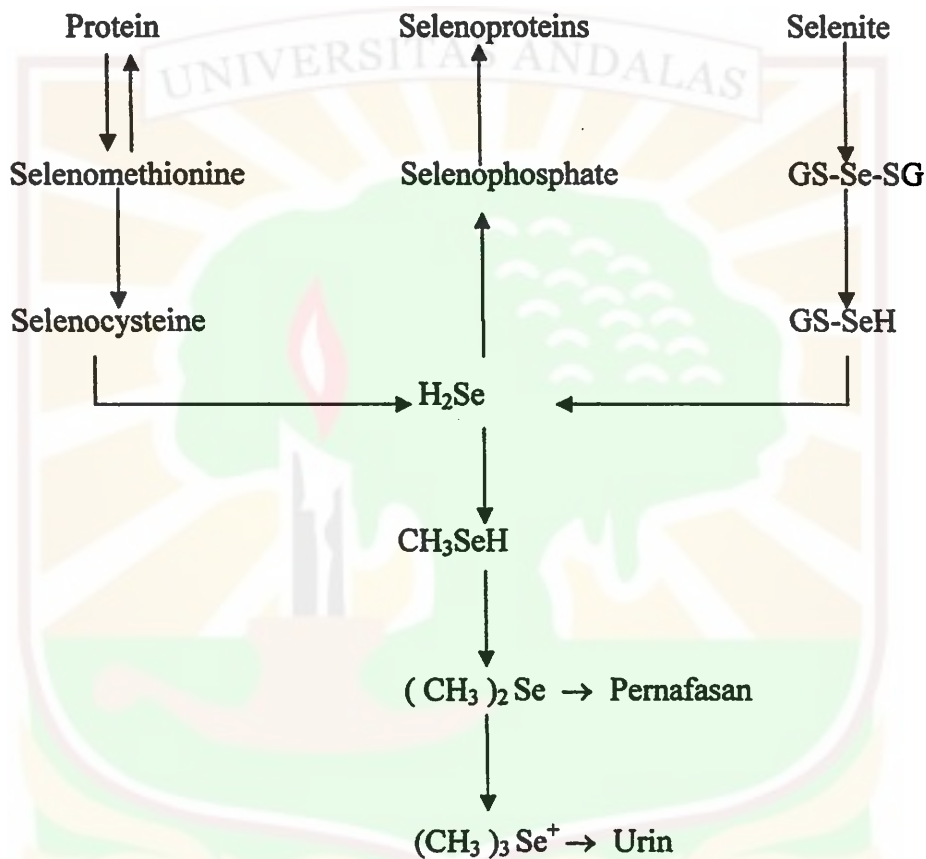 Protein Selenoproteins Selenite
UNIVERSITAS ANDALAS
Selenomethionine Selenophosphate GS-Se-SG
Selenocysteine GS-SeH
H₂Se
CH₃SeH
( CH₃ )₂ Se → Pernafasan
(CH₃ )₃ Se⁺ → Urin